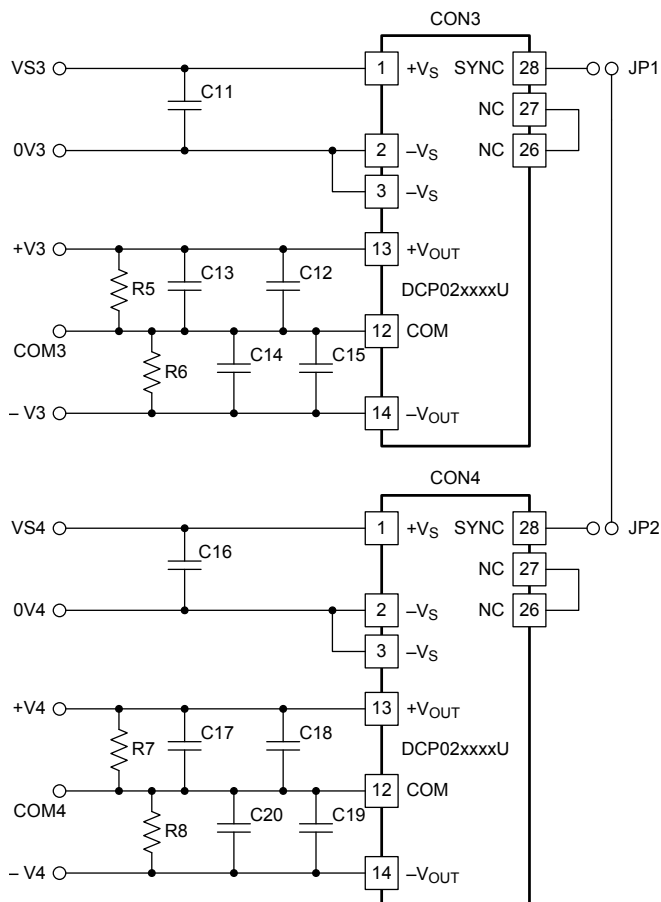 CON3
VS3 1 +VS SYNC 28 JP1
C11 NC 27
0V3 2 –VS NC 26
3 –VS
+V3 13 +VOUT
R5 C13 C12 DCP02xxxxU
COM3 12 COM
R6 C14 C15
– V3 14 –VOUT
CON4
VS4 1 +VS SYNC 28 JP2
C16 NC 27
0V4 2 –VS NC 26
3 –VS
+V4 13 +VOUT
R7 C17 C18 DCP02xxxxU
COM4 12 COM
R8 C20 C19
– V4 14 –VOUT